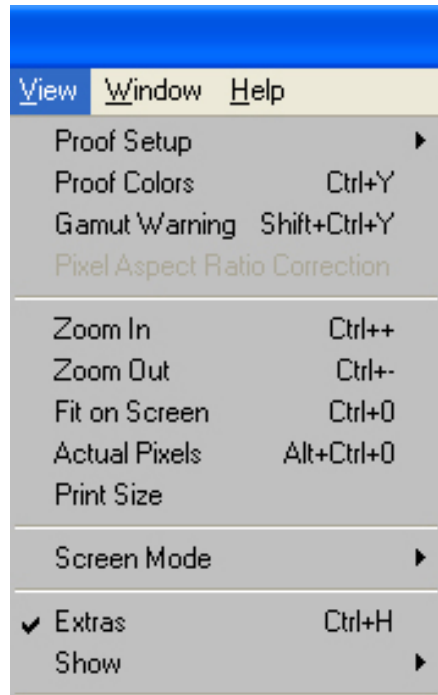 View Window Help
Proof Setup
Proof Colors Ctrl+Y
Gamut Warning Shift+Ctrl+Y
Pixel Aspect Ratio Correction
Zoom In Ctrl++
Zoom Out Ctrl+-
Fit on Screen Ctrl+0
Actual Pixels Alt+Ctrl+0
Print Size
Screen Mode
Extras Ctrl+H
Show